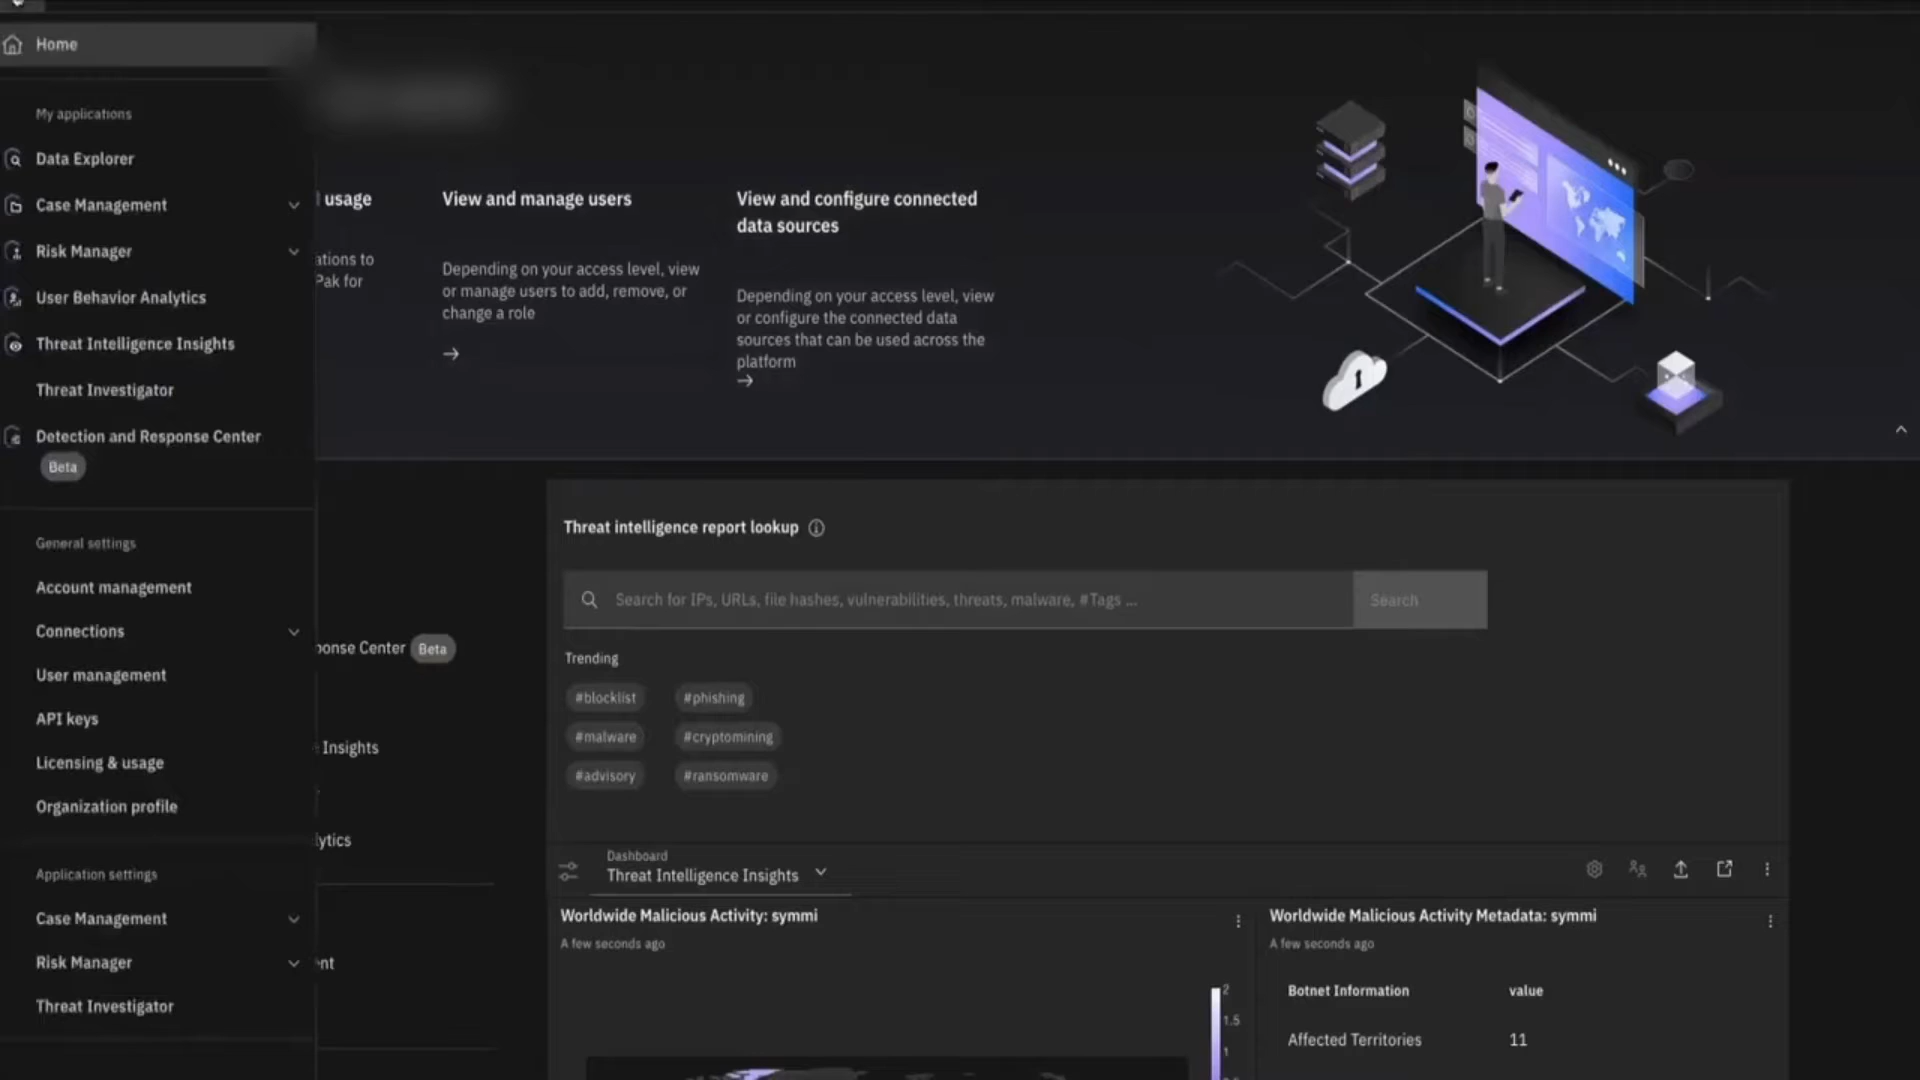 Home
My applications
Data Explorer
Case Management
Risk Manager
User Behavior Analytics
Threat Intelligence Insights
Threat Investigator
Detection and Response Center
Beta
General settings
Account management
Connections
User management
API keys
Licensing & usage
Organization profile
Application settings
Case Management
Risk Manager
Threat Investigator
usage
ations to
Pak for
View and manage users
Depending on your access level, view
or manage users to add, remove, or
change a role
View and configure connected
data sources
Depending on your access level, view
or configure the connected data
sources that can be used across the
platform
ponse Center Beta
Insights
lytics
nt
Threat intelligence report lookup
Search for IPs, URLs, file hashes, vulnerabilities, threats, malware, #Tags ...
Search
Trending
#blocklist #phishing
#malware #cryptomining
#advisory #ransomware
Dashboard
Threat Intelligence Insights
Worldwide Malicious Activity: symmi
A few seconds ago
2
1.5
1
Worldwide Malicious Activity Metadata: symmi
A few seconds ago
Botnet Information value
Affected Territories 11